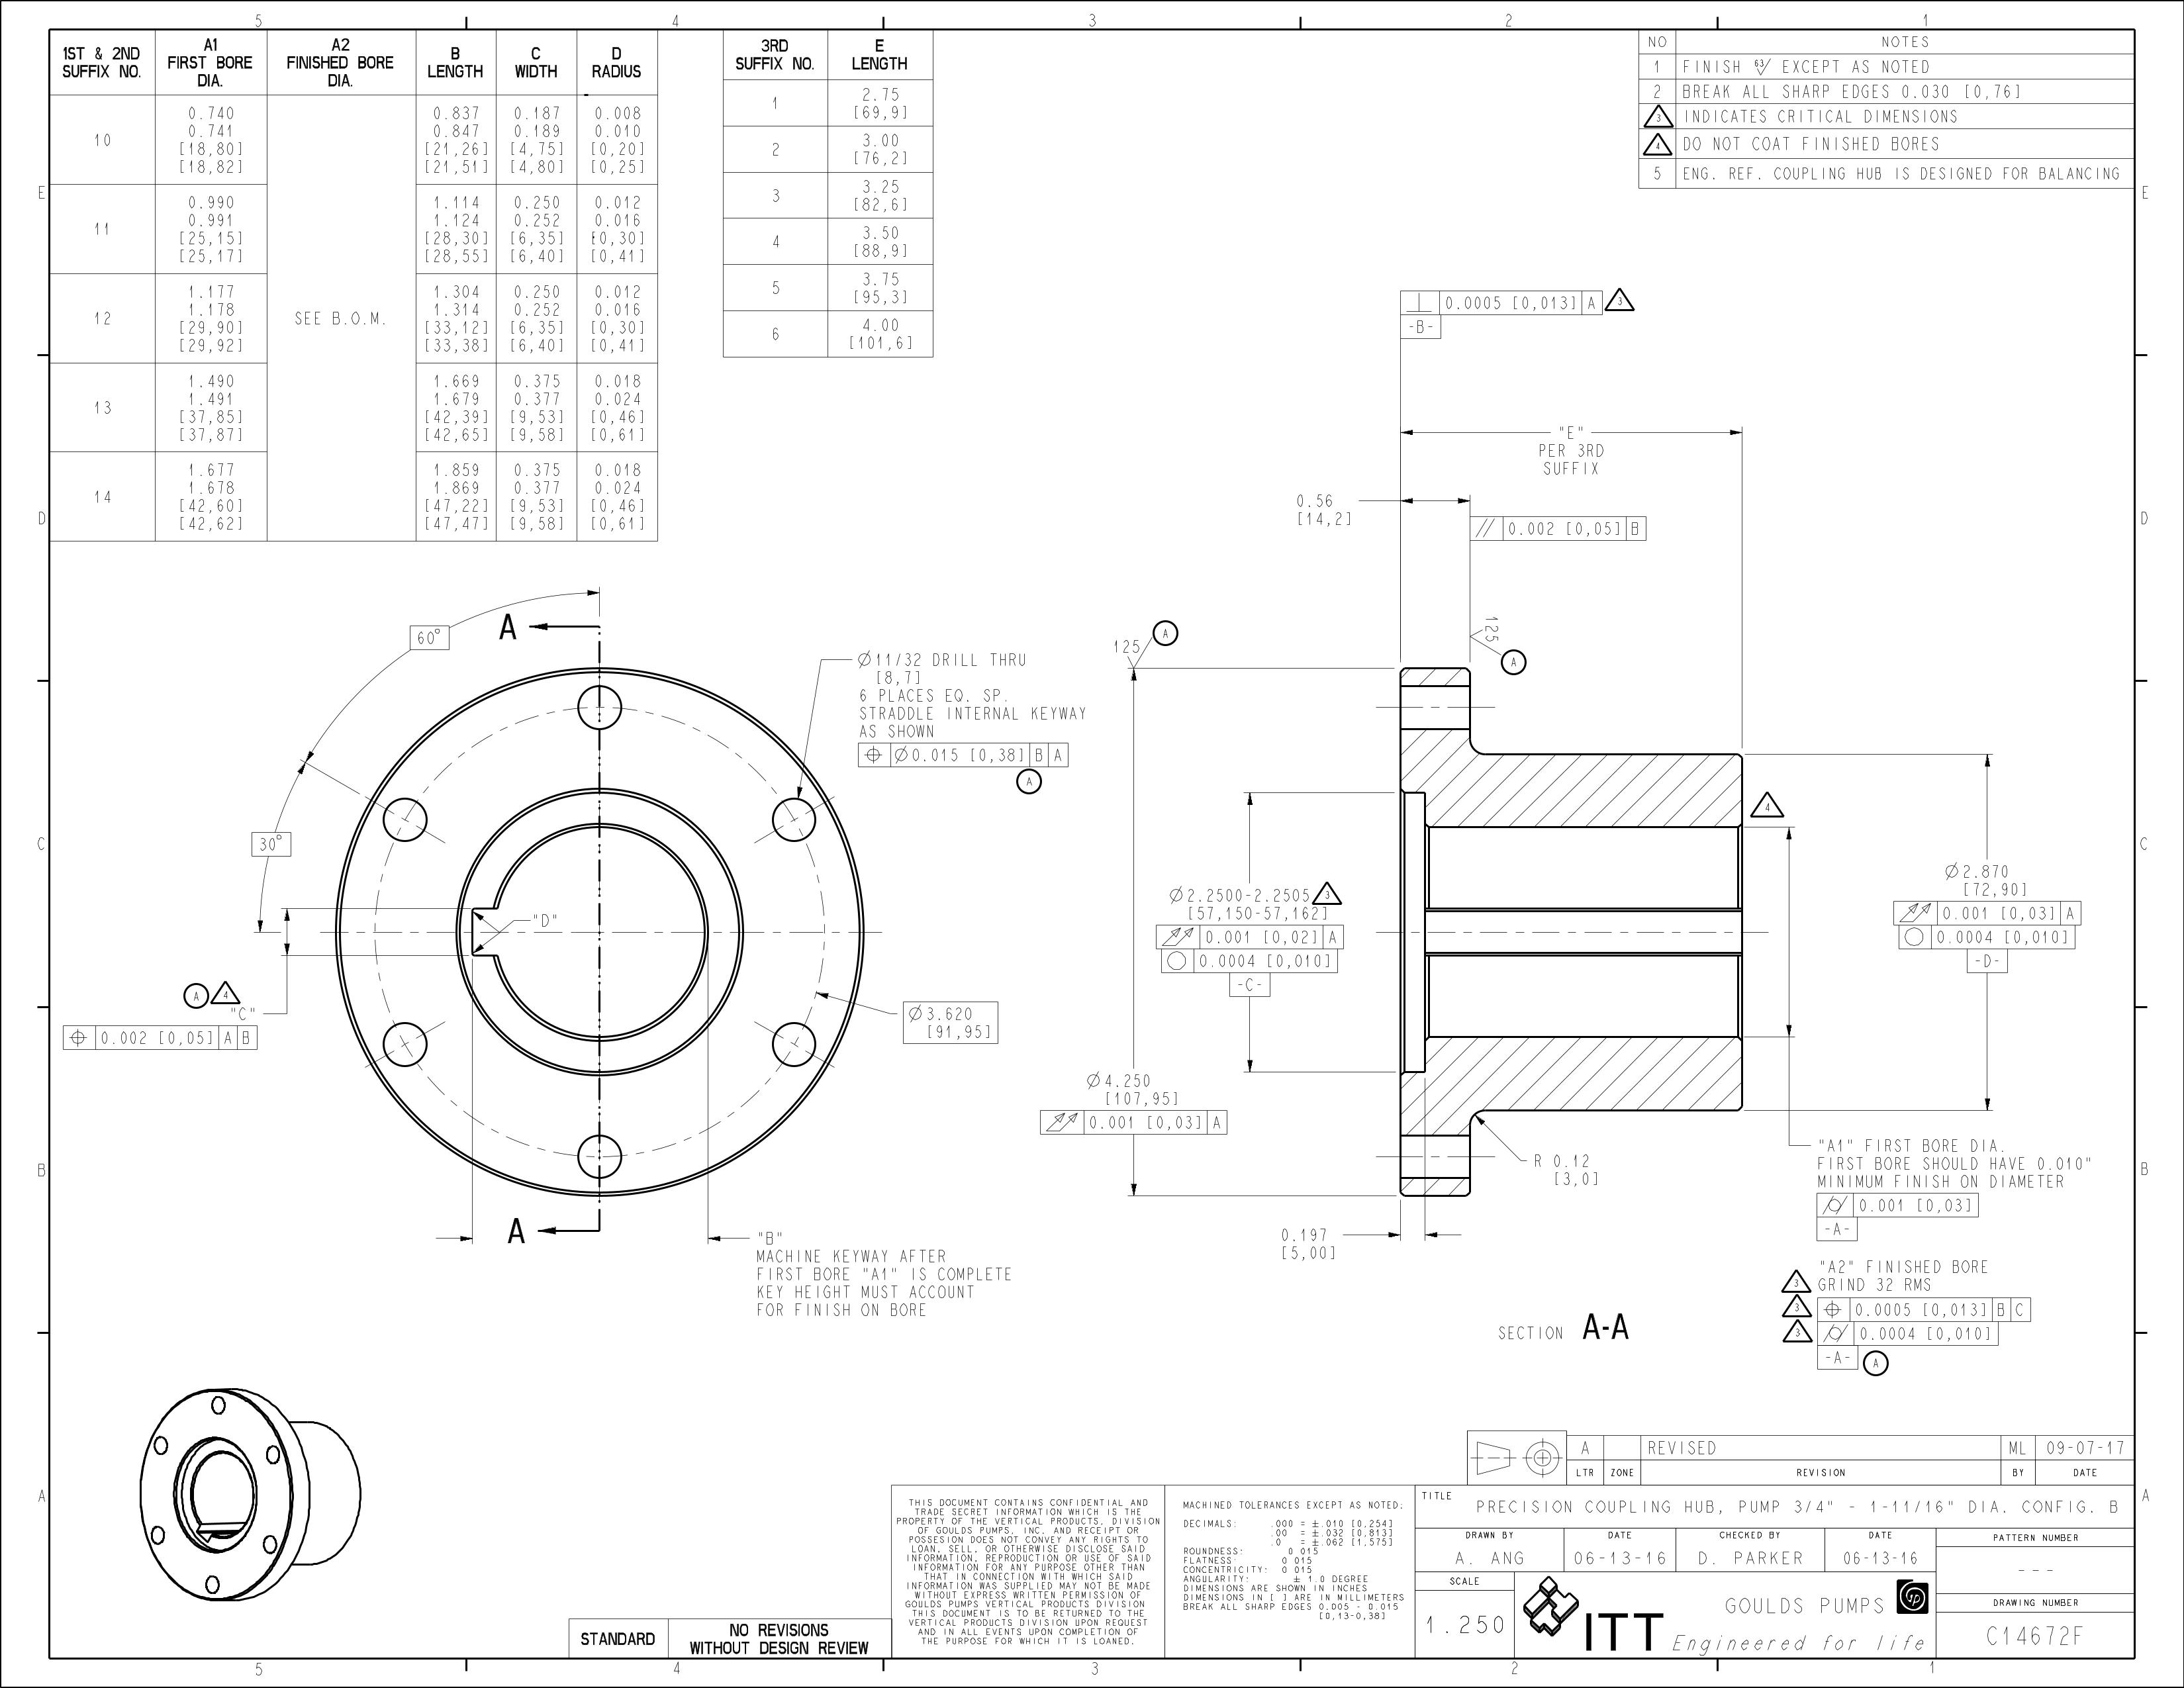 5 4 3 2 1
1ST & 2ND SUFFIX NO.
A1 FIRST BORE DIA.
A2 FINISHED BORE DIA.
B LENGTH
C WIDTH
D RADIUS
10
0.740
0.741
[18,80]
[18,82]
SEE B.O.M.
0.837
0.847
[21,26]
[21,51]
0.187
0.189
[4,75]
[4,80]
0.008
0.010
[0,20]
[0,25]
11
0.990
0.991
[25,15]
[25,17]
1.114
1.124
[28,30]
[28,55]
0.250
0.252
[6,35]
[6,40]
0.012
0.016
[0,30]
[0,41]
12
1.177
1.178
[29,90]
[29,92]
1.304
1.314
[33,12]
[33,38]
0.250
0.252
[6,35]
[6,40]
0.012
0.016
[0,30]
[0,41]
13
1.490
1.491
[37,85]
[37,87]
1.669
1.679
[42,39]
[42,65]
0.375
0.377
[9,53]
[9,58]
0.018
0.024
[0,46]
[0,61]
14
1.677
1.678
[42,60]
[42,62]
1.859
1.869
[47,22]
[47,47]
0.375
0.377
[9,53]
[9,58]
0.018
0.024
[0,46]
[0,61]
3RD SUFFIX NO.
E LENGTH
1
2.75
[69,9]
2
3.00
[76,2]
3
3.25
[82,6]
4
3.50
[88,9]
5
3.75
[95,3]
6
4.00
[101,6]
NO NOTES
1 FINISH 63 EXCEPT AS NOTED
2 BREAK ALL SHARP EDGES 0.030 [0,76]
3 INDICATES CRITICAL DIMENSIONS
4 DO NOT COAT FINISHED BORES
5 ENG. REF. COUPLING HUB IS DESIGNED FOR BALANCING
E
E
D
D
C
C
B
B
A
A
60°
A
30°
Ø11/32 DRILL THRU
[8,7]
6 PLACES EQ. SP.
STRADDLE INTERNAL KEYWAY
AS SHOWN
⌖ Ø0.015 [0,38] B A
A
"D"
A 4
"C"
⌖ 0.002 [0,05] A B
Ø3.620
[91,95]
A
"B"
MACHINE KEYWAY AFTER
FIRST BORE "A1" IS COMPLETE
KEY HEIGHT MUST ACCOUNT
FOR FINISH ON BORE
⊥ 0.0005 [0,013] A 3
-B-
"E"
PER 3RD
SUFFIX
0.56
[14,2]
// 0.002 [0,05] B
125
A
125
A
4
Ø2.2500-2.2505 3
[57,150-57,162]
0.001 [0,02] A
○ 0.0004 [0,010]
-C-
Ø2.870
[72,90]
0.001 [0,03] A
○ 0.0004 [0,010]
-D-
Ø4.250
[107,95]
0.001 [0,03] A
R 0.12
[3,0]
0.197
[5,00]
"A1" FIRST BORE DIA.
FIRST BORE SHOULD HAVE 0.010"
MINIMUM FINISH ON DIAMETER
⌭ 0.001 [0,03]
-A-
"A2" FINISHED BORE
3 GRIND 32 RMS
3 ⌖ 0.0005 [0,013] B C
3 ⌭ 0.0004 [0,010]
-A- A
SECTION A-A
A REVISED ML 09-07-17
LTR ZONE REVISION BY DATE
THIS DOCUMENT CONTAINS CONFIDENTIAL AND
TRADE SECRET INFORMATION WHICH IS THE
PROPERTY OF THE VERTICAL PRODUCTS, DIVISION
OF GOULDS PUMPS, INC. AND RECEIPT OR
POSSESION DOES NOT CONVEY ANY RIGHTS TO
LOAN, SELL, OR OTHERWISE DISCLOSE SAID
INFORMATION, REPRODUCTION OR USE OF SAID
INFORMATION FOR ANY PURPOSE OTHER THAN
THAT IN CONNECTION WITH WHICH SAID
INFORMATION WAS SUPPLIED MAY NOT BE MADE
WITHOUT EXPRESS WRITTEN PERMISSION OF
GOULDS PUMPS VERTICAL PRODUCTS DIVISION
THIS DOCUMENT IS TO BE RETURNED TO THE
VERTICAL PRODUCTS DIVISION UPON REQUEST
AND IN ALL EVENTS UPON COMPLETION OF
THE PURPOSE FOR WHICH IT IS LOANED.
MACHINED TOLERANCES EXCEPT AS NOTED:
DECIMALS: .000 = ±.010 [0,254]
.00 = ±.032 [0,813]
.0 = ±.062 [1,575]
ROUNDNESS: 0.015
FLATNESS: 0.015
CONCENTRICITY: 0.015
ANGULARITY: ± 1.0 DEGREE
DIMENSIONS ARE SHOWN IN INCHES
DIMENSIONS IN [ ] ARE IN MILLIMETERS
BREAK ALL SHARP EDGES 0.005 - 0.015
[0,13-0,38]
TITLE PRECISION COUPLING HUB, PUMP 3/4" - 1-11/16" DIA. CONFIG. B
DRAWN BY DATE CHECKED BY DATE PATTERN NUMBER
A. ANG 06-13-16 D. PARKER 06-13-16 ---
SCALE
1.250
ITT
GOULDS PUMPS gp
Engineered for life
DRAWING NUMBER
C14672F
STANDARD
NO REVISIONS
WITHOUT DESIGN REVIEW
5 4 3 2 1